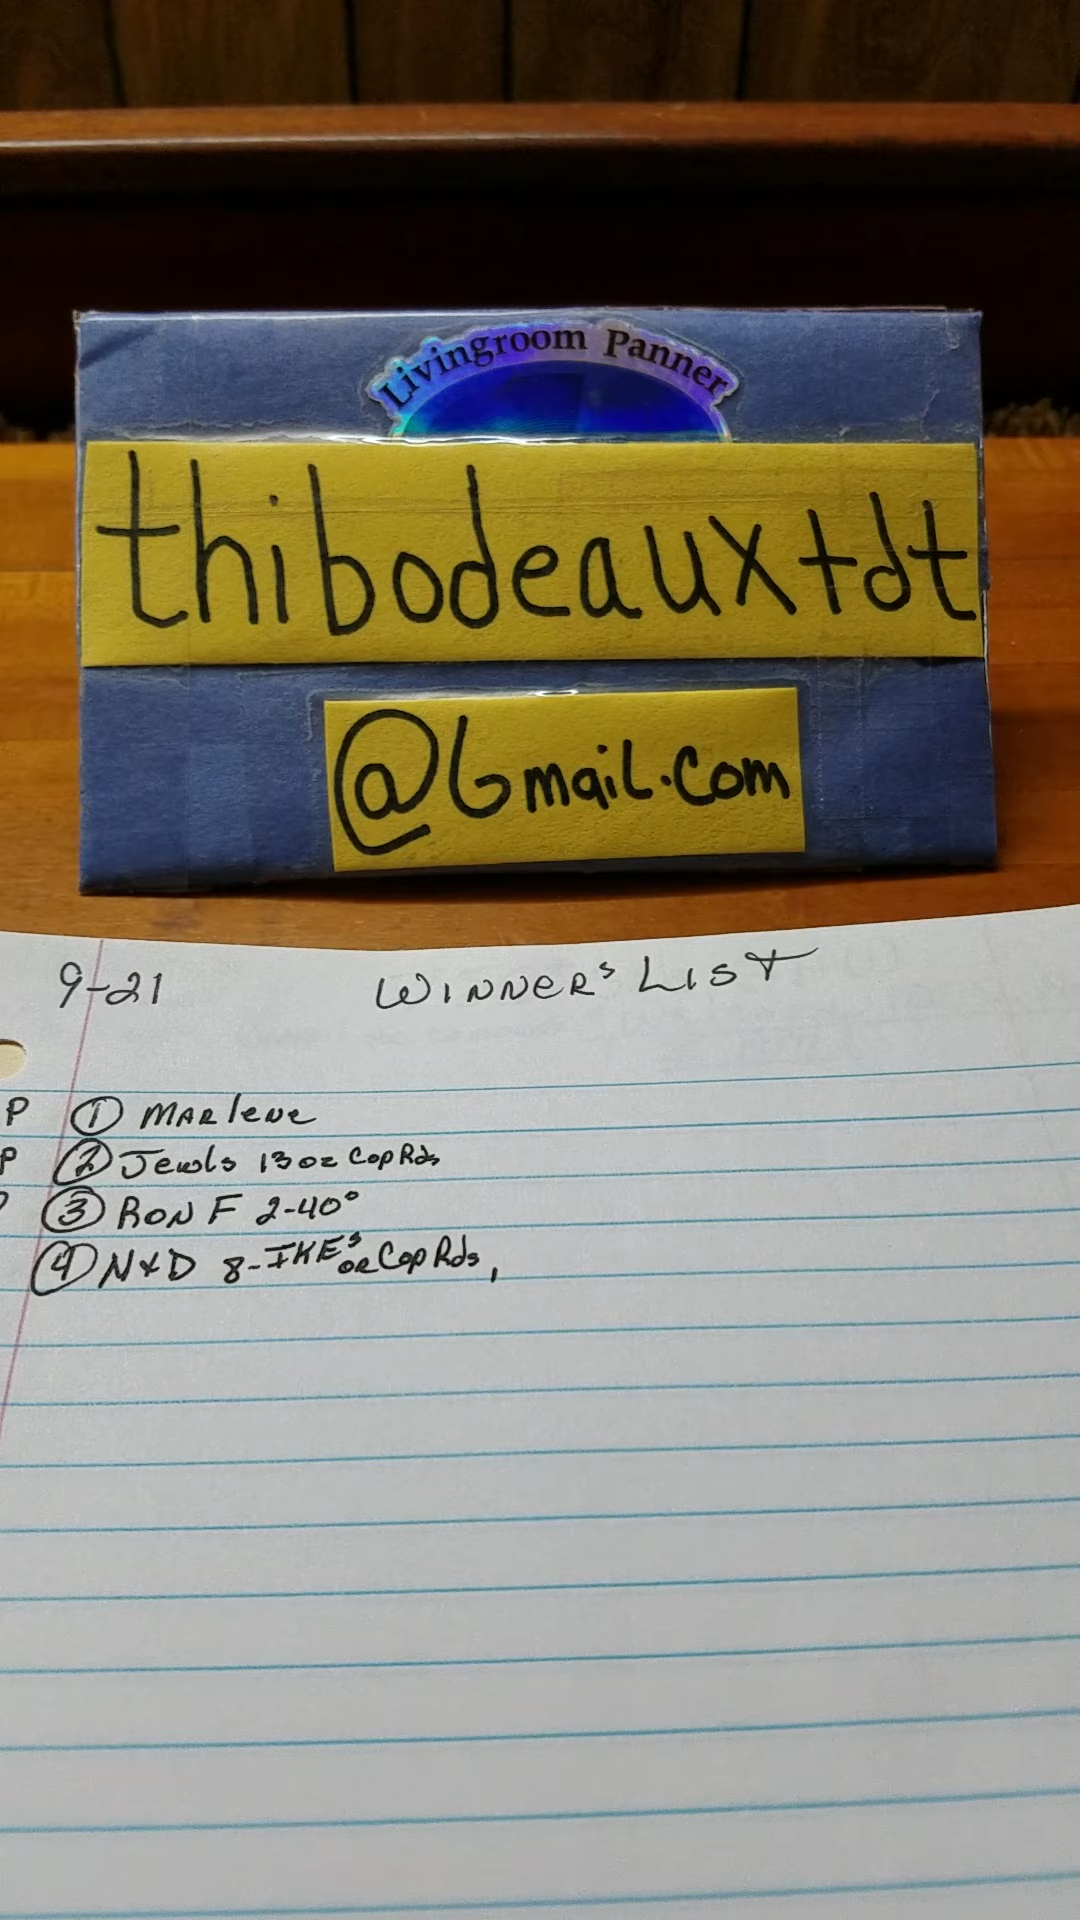 Livingroom Panner
thibodeauxtdt
@Gmail.com
9-21 WINNER'S LIST
P ① MARleNe
P ② Jewls 13oz Cop Rds
③ RON F 2-40°
④ N+D 8-IKE'S OR Cop Rds,